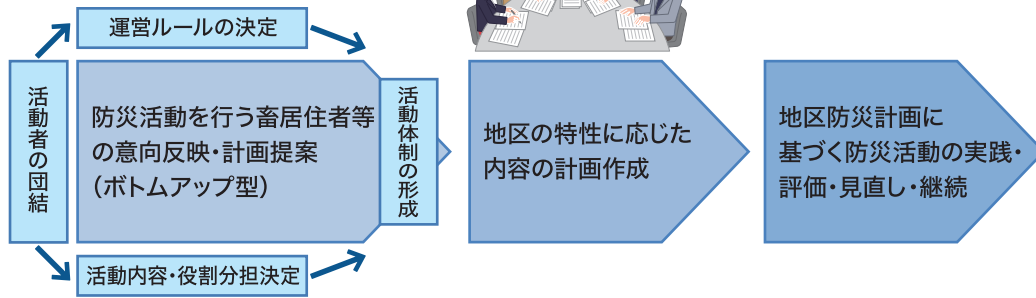 運営ルールの決定
活動者の団結
防災活動を行う畜居住者等
の意向反映・計画提案
（ボトムアップ型）
活動体制の形成
活動内容・役割分担決定
地区の特性に応じた
内容の計画作成
地区防災計画に
基づく防災活動の実践・
評価・見直し・継続